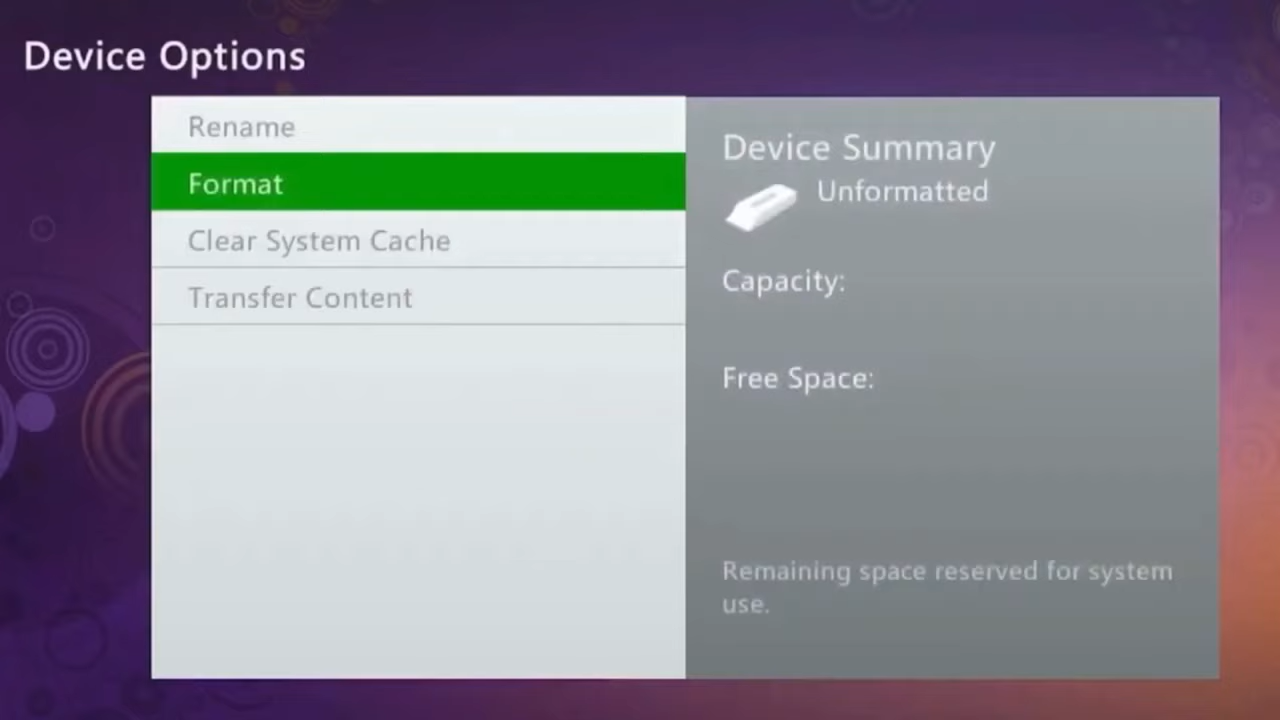 Device Options
Rename
Format
Clear System Cache
Transfer Content
Device Summary
Unformatted
Capacity:
Free Space:
Remaining space reserved for system
use.